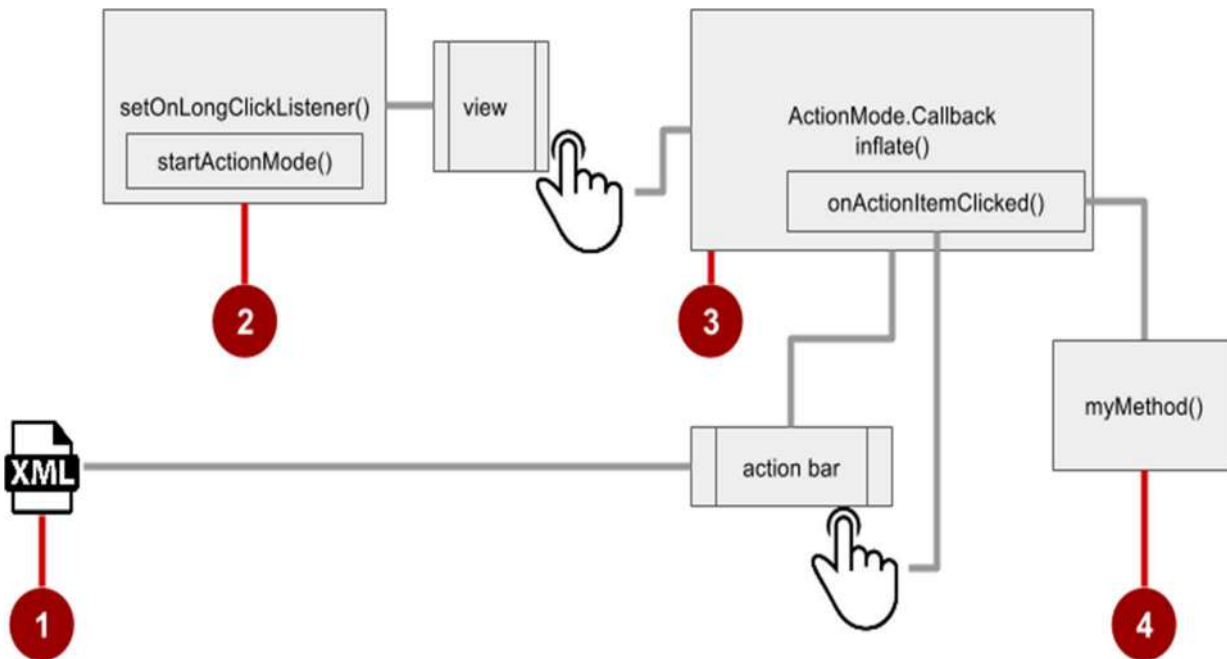 setOnLongClickListener()
startActionMode()
view
ActionMode.Callback
inflate()
onActionItemClicked()
2
3
myMethod()
XML
action bar
1
4